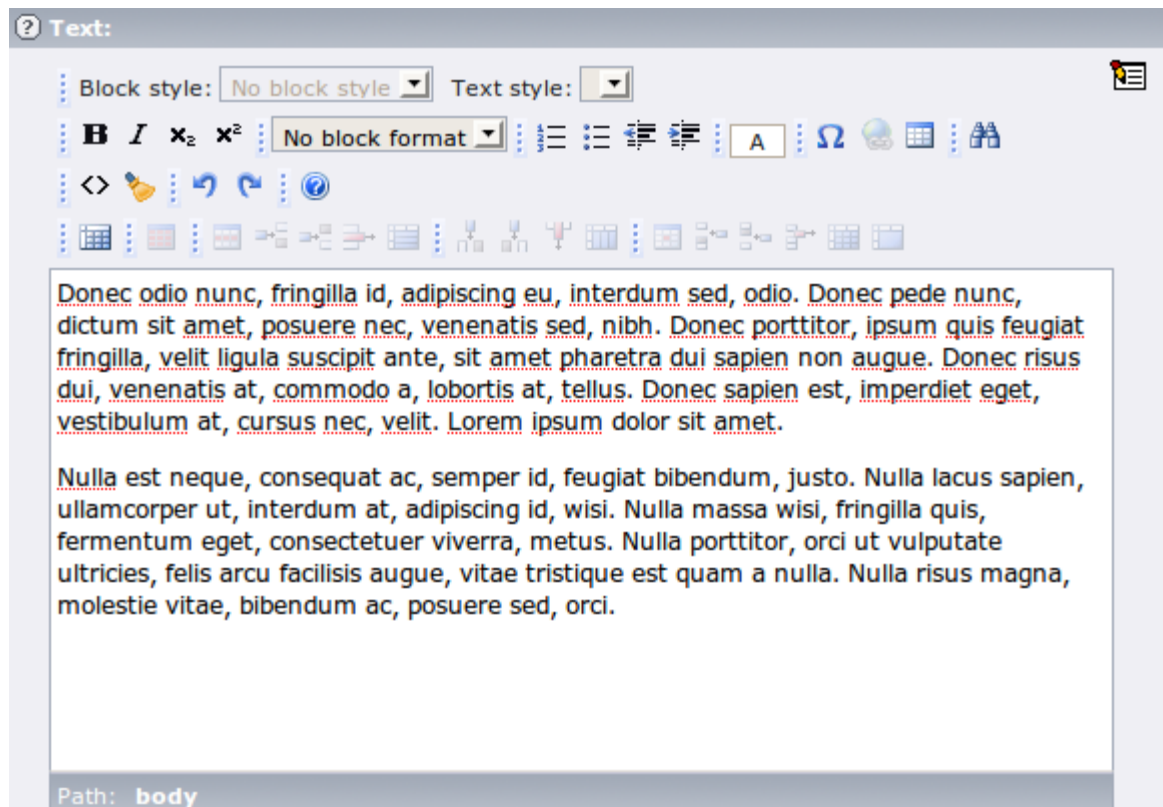 Text:
Block style: No block style Text style:
B I x₂ x² No block format A Ω
<>
Donec odio nunc, fringilla id, adipiscing eu, interdum sed, odio. Donec pede nunc,
dictum sit amet, posuere nec, venenatis sed, nibh. Donec porttitor, ipsum quis feugiat
fringilla, velit ligula suscipit ante, sit amet pharetra dui sapien non augue. Donec risus
dui, venenatis at, commodo a, lobortis at, tellus. Donec sapien est, imperdiet eget,
vestibulum at, cursus nec, velit. Lorem ipsum dolor sit amet.
Nulla est neque, consequat ac, semper id, feugiat bibendum, justo. Nulla lacus sapien,
ullamcorper ut, interdum at, adipiscing id, wisi. Nulla massa wisi, fringilla quis,
fermentum eget, consectetuer viverra, metus. Nulla porttitor, orci ut vulputate
ultricies, felis arcu facilisis augue, vitae tristique est quam a nulla. Nulla risus magna,
molestie vitae, bibendum ac, posuere sed, orci.
Path: body